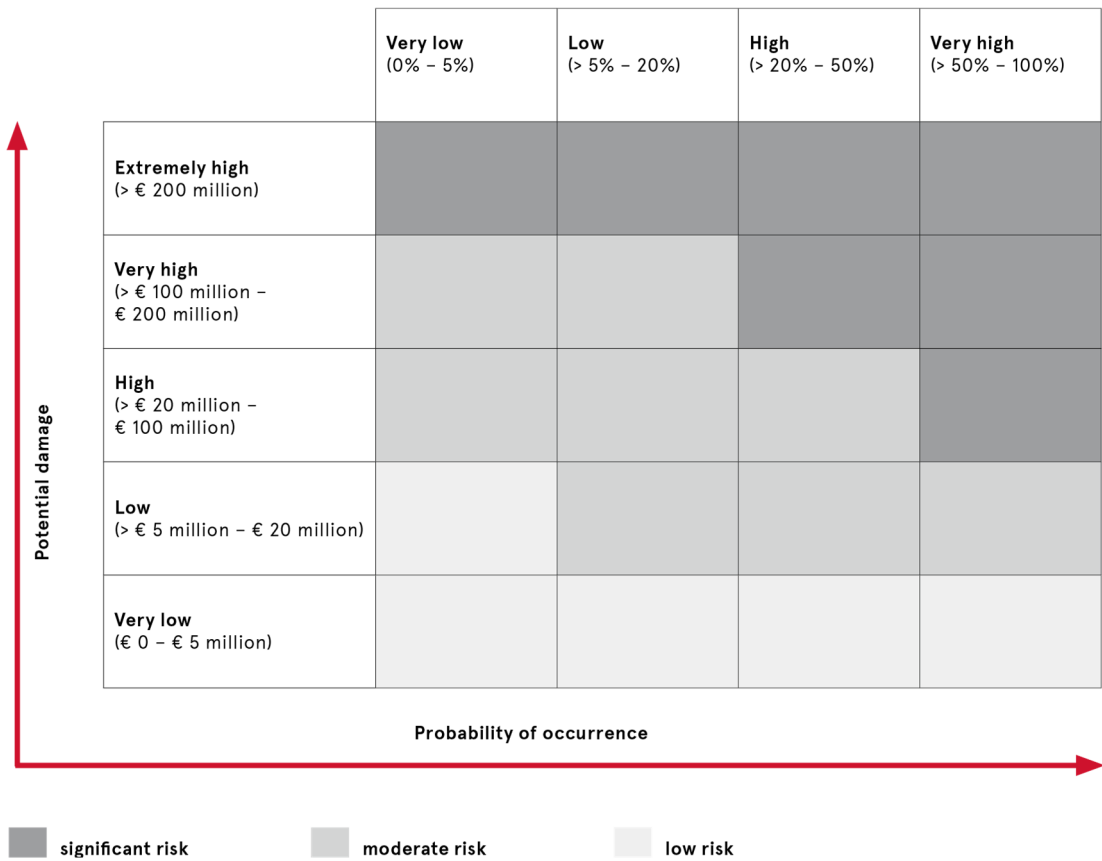 Very low
(0% – 5%)
Low
(> 5% – 20%)
High
(> 20% – 50%)
Very high
(> 50% – 100%)
Extremely high
(> € 200 million)
Very high
(> € 100 million –
€ 200 million)
High
(> € 20 million –
€ 100 million)
Low
(> € 5 million – € 20 million)
Very low
(€ 0 – € 5 million)
Potential damage
Probability of occurrence
significant risk
moderate risk
low risk